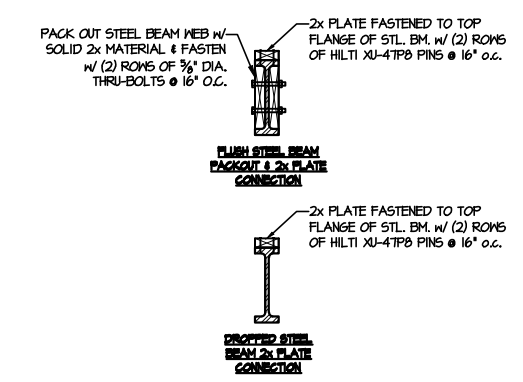 PACK OUT STEEL BEAM WEB w/
SOLID 2x MATERIAL & FASTEN
w/ (2) ROWS OF 5/8" DIA.
THRU-BOLTS @ 16" O.C.
2x PLATE FASTENED TO TOP
FLANGE OF STL. BM. w/ (2) ROWS
OF HILTI XU-47P8 PINS @ 16" o.c.
FLUSH STEEL BEAM
PACKOUT & 2x PLATE
CONNECTION
2x PLATE FASTENED TO TOP
FLANGE OF STL. BM. w/ (2) ROWS
OF HILTI XU-47P8 PINS @ 16" o.c.
DROPPED STEEL
BEAM 2x PLATE
CONNECTION